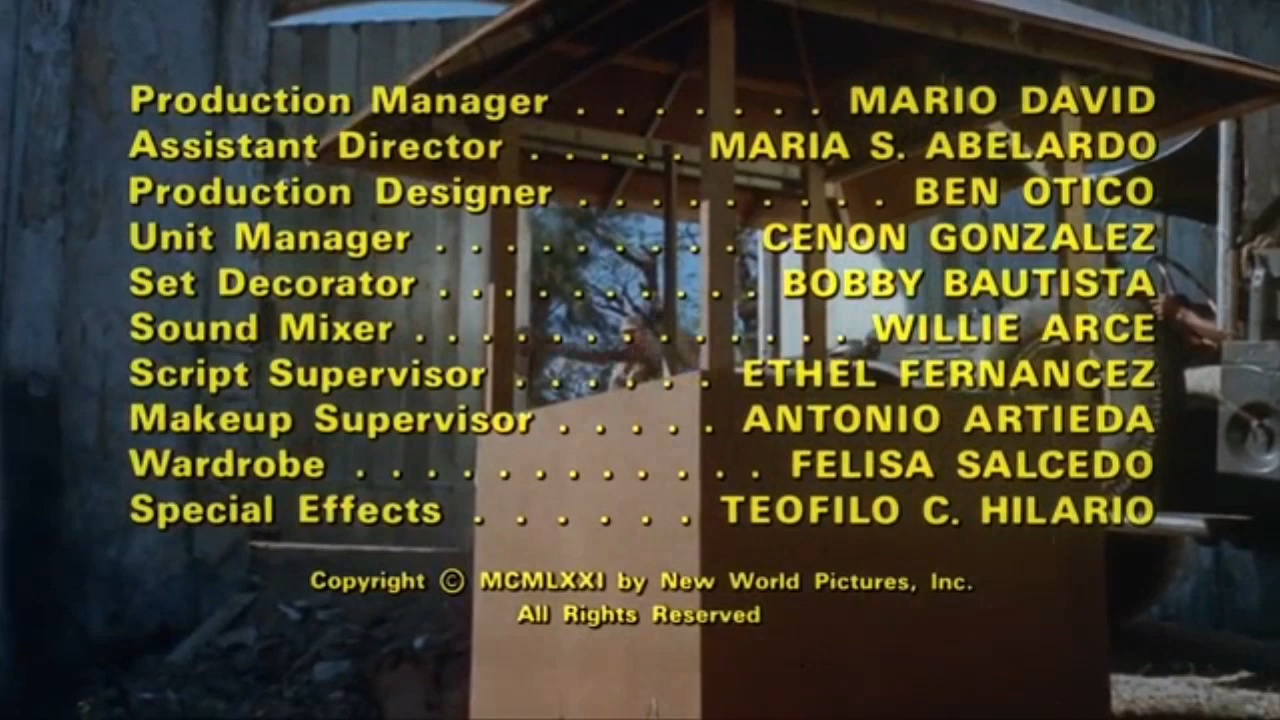 Production Manager . . . . . . . MARIO DAVID
Assistant Director . . . . . MARIA S. ABELARDO
Production Designer . . . . . . . . . BEN OTICO
Unit Manager . . . . . . . . . CENON GONZALEZ
Set Decorator . . . . . . . . . . BOBBY BAUTISTA
Sound Mixer . . . . . . . . . . . . . WILLIE ARCE
Script Supervisor . . . . . . ETHEL FERNANCEZ
Makeup Supervisor . . . . . ANTONIO ARTIEDA
Wardrobe . . . . . . . . . . . . FELISA SALCEDO
Special Effects . . . . . . TEOFILO C. HILARIO
Copyright © MCMLXXI by New World Pictures, Inc.
All Rights Reserved